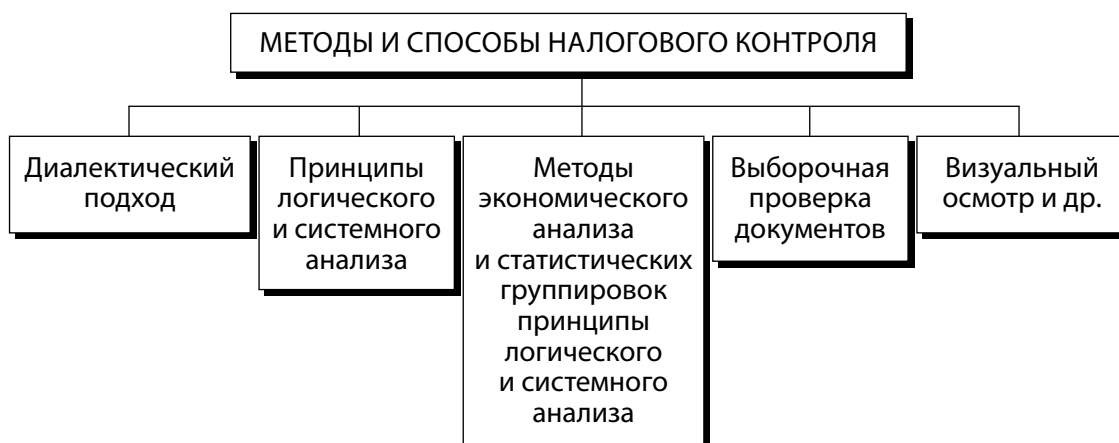 МЕТОДЫ И СПОСОБЫ НАЛОГОВОГО КОНТРОЛЯ
Диалектический
подход
Принципы
логического
и системного
анализа
Методы
экономического
анализа
и статистических
группировок
принципы
логического
и системного
анализа
Выборочная
проверка
документов
Визуальный
осмотр и др.